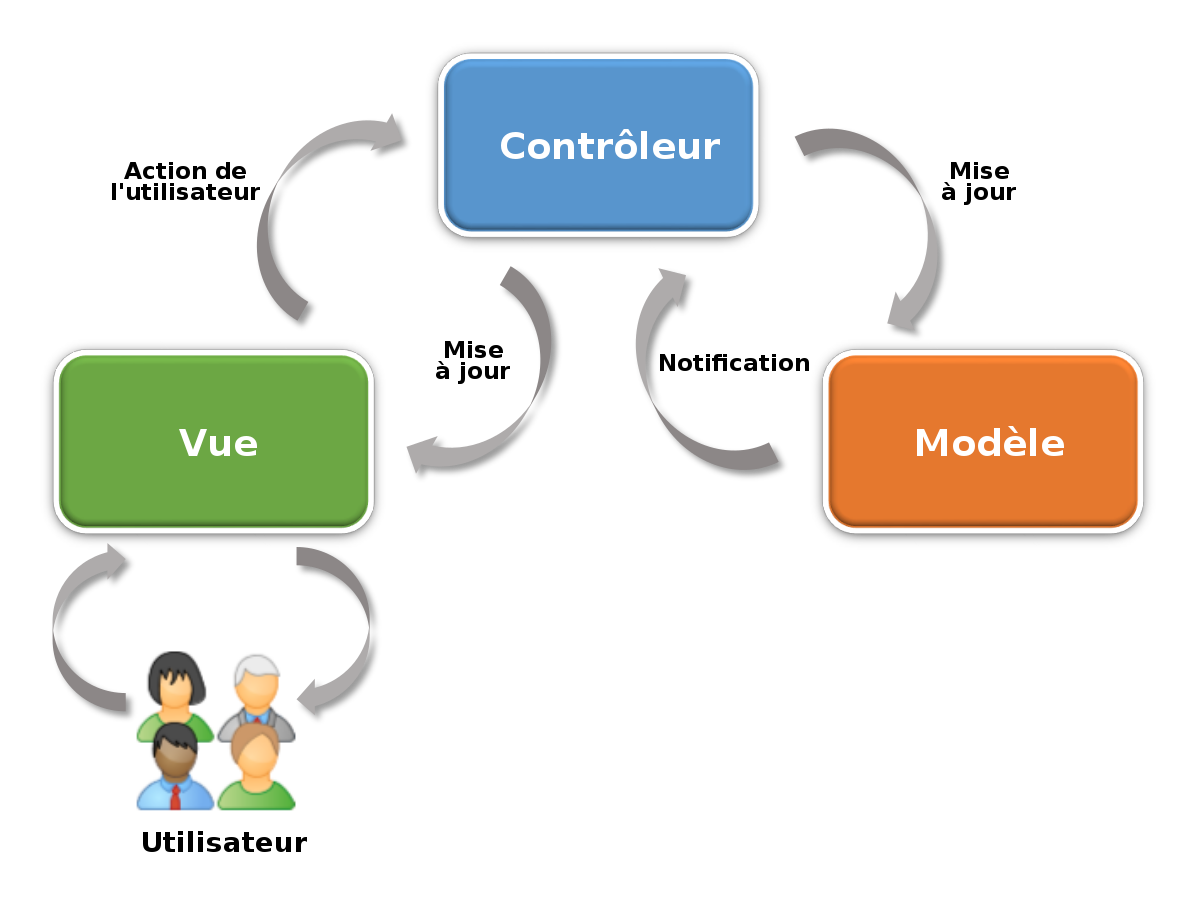 Contrôleur
Action de
l'utilisateur
Mise
à jour
Mise
à jour
Notification
Vue
Modèle
Utilisateur